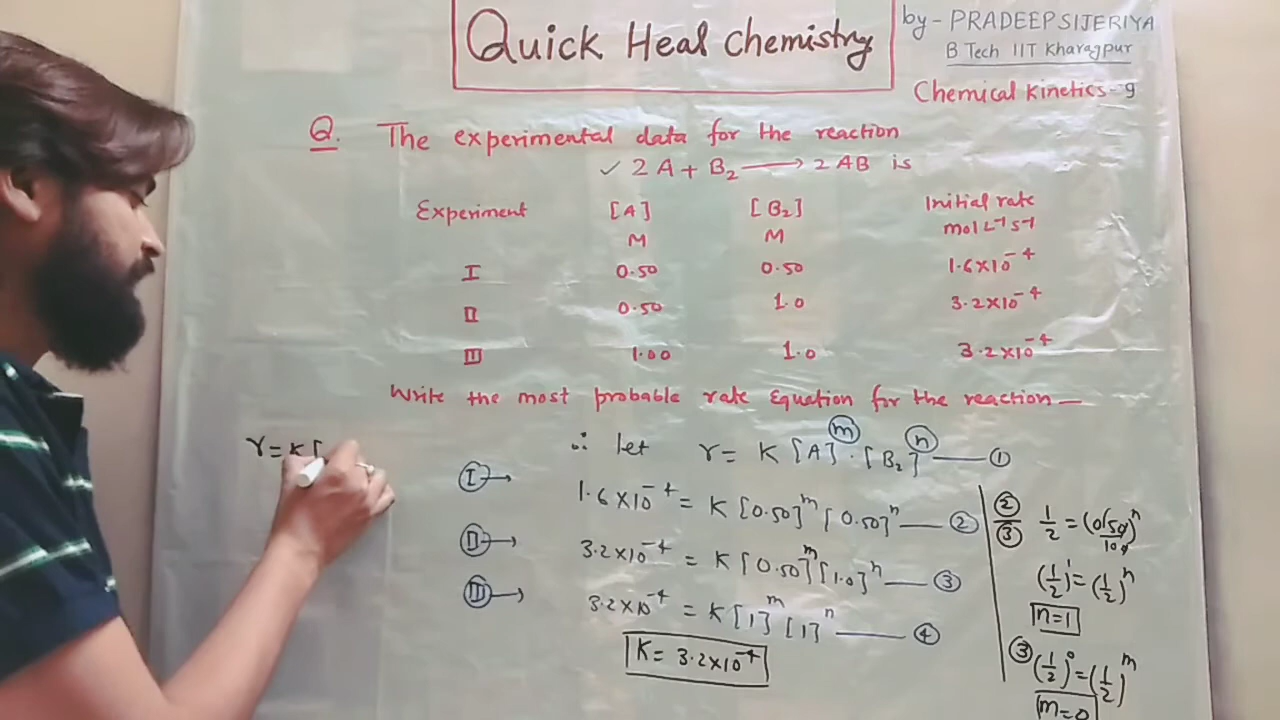 Quick Heal Chemistry
by - PRADEEP SIJERIYA
B Tech IIT Kharagpur
Chemical kinetics - 9
Q. The experimental data for the reaction
✓ 2 A + B₂ ⟶ 2 AB is
Experiment [A] [B₂] Initial rate
M M mol L⁻¹ s⁻¹
I 0.50 0.50 1.6×10⁻⁴
II 0.50 1.0 3.2×10⁻⁴
III 1.00 1.0 3.2×10⁻⁴
Write the most probable rate Equation for the reaction —
r = K [
∴ let r = K [A]ᵐ · [B₂]ⁿ —— ①
I → 1.6×10⁻⁴ = K [0.50]ᵐ [0.50]ⁿ —— ②
II → 3.2×10⁻⁴ = K [0.50]ᵐ [1.0]ⁿ —— ③
III → 3.2×10⁻⁴ = K [1]ᵐ [1]ⁿ —— ④
K = 3.2×10⁻⁴
②/③ 1/2 = (0.50/1.0)ⁿ
(1/2)¹ = (1/2)ⁿ
n=1
③ (1/2)⁰ = (1/2)ᵐ
m=0